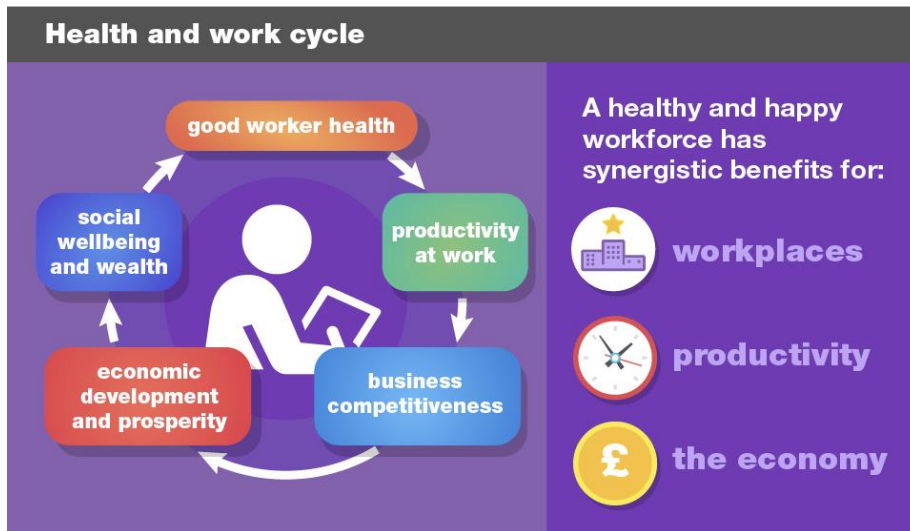 Health and work cycle
good worker health
productivity
at work
business
competitiveness
economic
development
and prosperity
social
wellbeing
and wealth
A healthy and happy
workforce has
synergistic benefits for:
workplaces
productivity
£
the economy